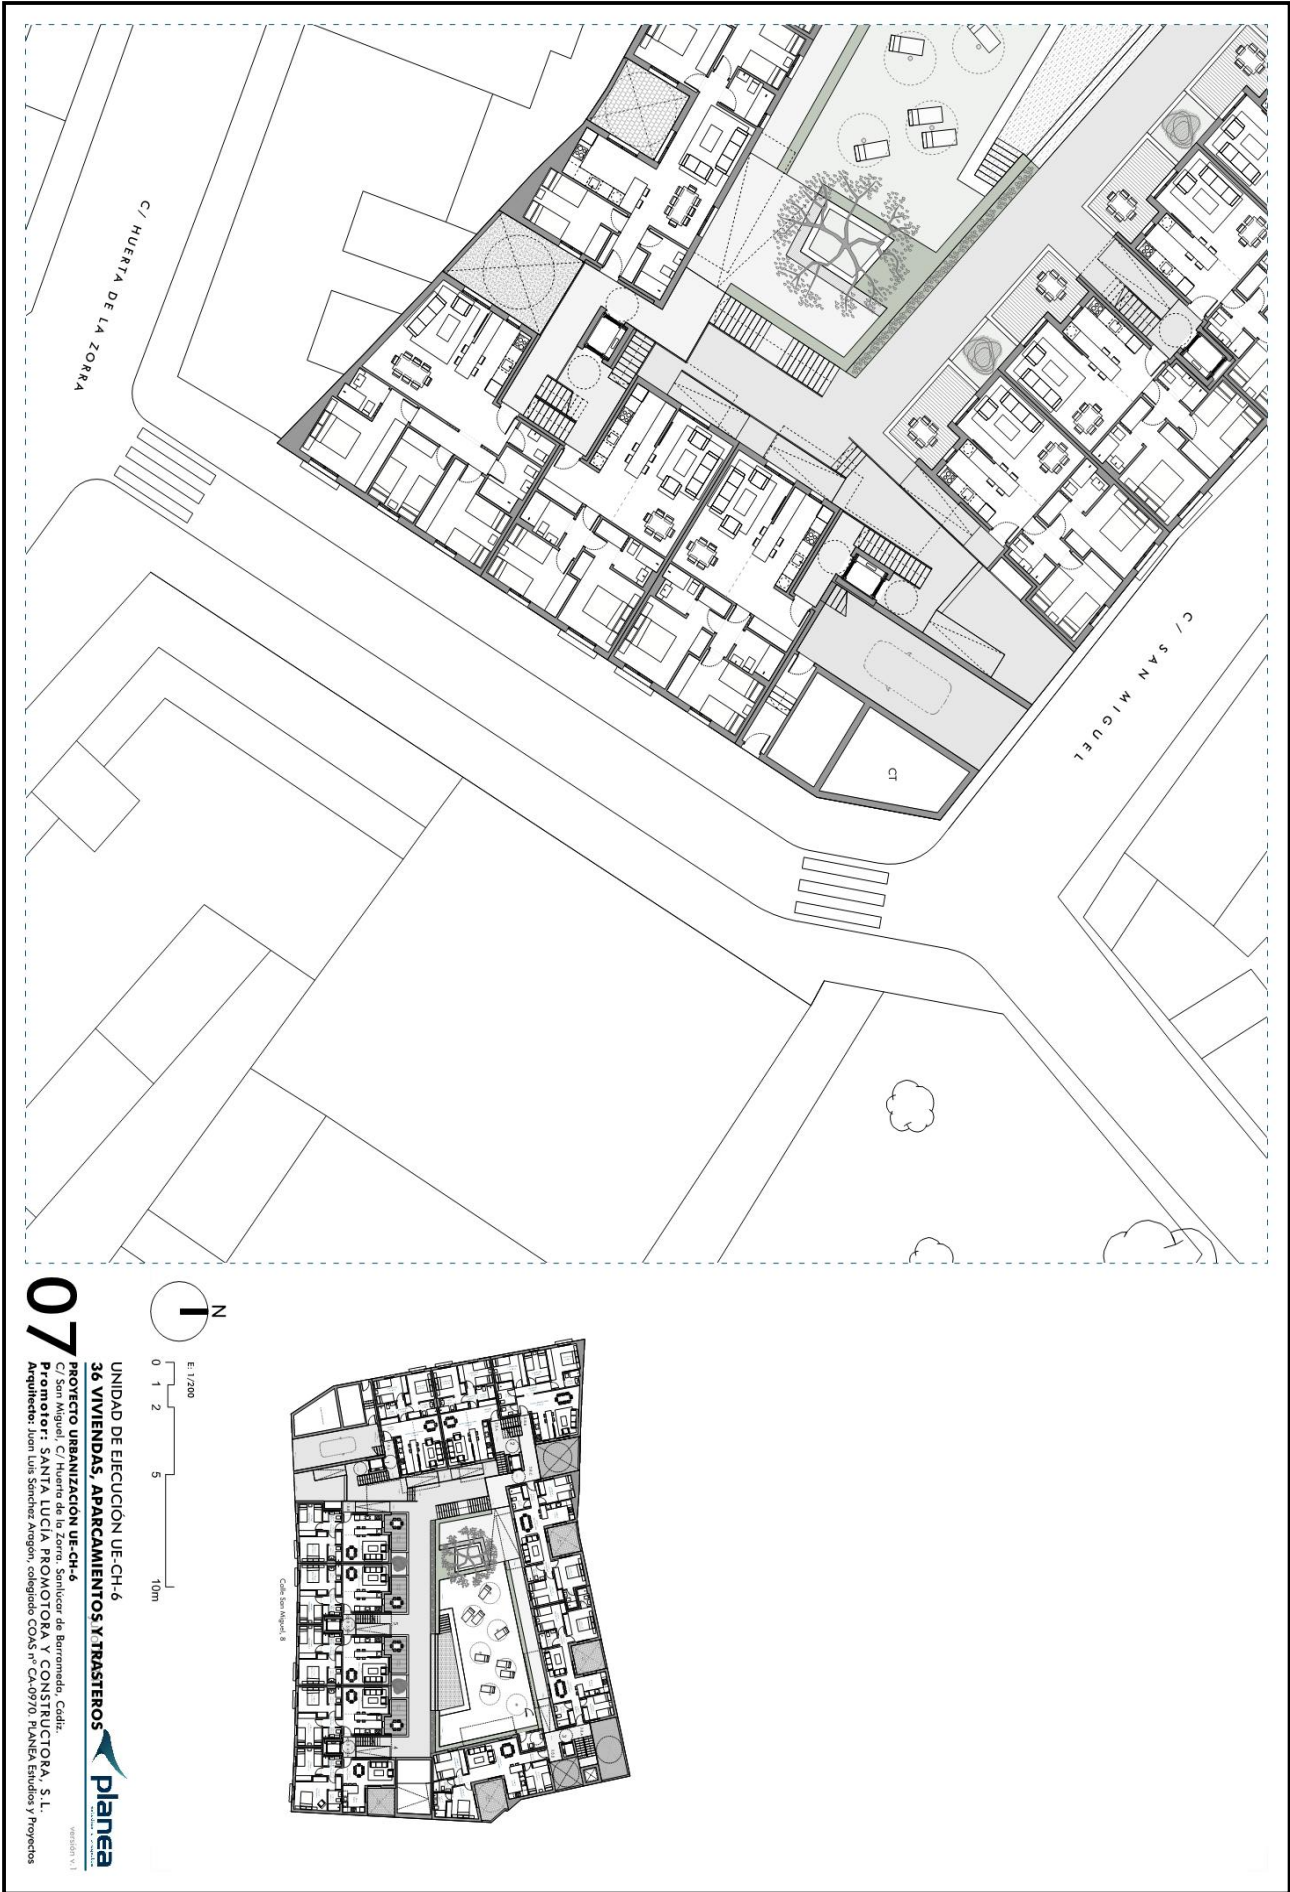 C/ HUERTA DE LA ZORRA
C/ SAN MIGUEL
CT
N
E: 1/200
0 1 2 5 10m
Calle San Miguel, 8
07
UNIDAD DE EJECUCIÓN UE-CH-6
36 VIVIENDAS, APARCAMIENTOS Y TRASTEROS
PROYECTO URBANIZACIÓN UE-CH-6
C/ San Miguel, C/ Huerta de la Zorra. Sanlúcar de Barrameda, Cádiz.
Promotor: SANTA LUCÍA PROMOTORA Y CONSTRUCTORA, S.L.
Arquitecto: Juan Luis Sánchez Aragón, colegiado COAS nº CA-0970. PLANEA Estudios y Proyectos
planea
versión v.1